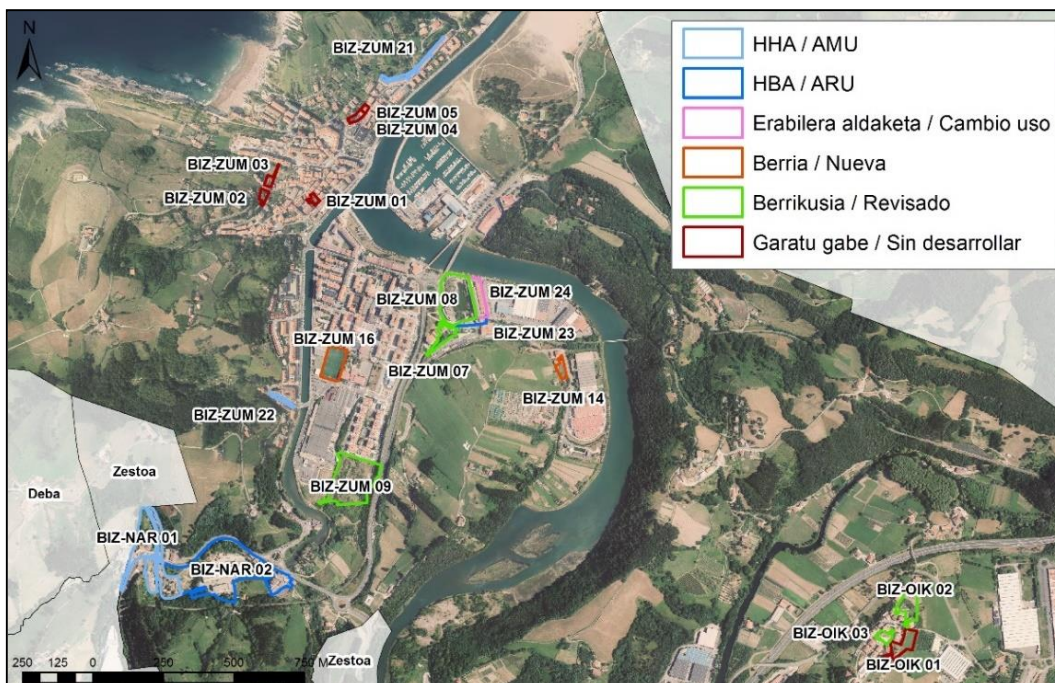 N
HHA / AMU
HBA / ARU
Erabilera aldaketa / Cambio uso
Berria / Nueva
Berrikusia / Revisado
Garatu gabe / Sin desarrollar
BIZ-ZUM 21
BIZ-ZUM 05
BIZ-ZUM 04
BIZ-ZUM 03
BIZ-ZUM 02
BIZ-ZUM 01
BIZ-ZUM 08
BIZ-ZUM 24
BIZ-ZUM 23
BIZ-ZUM 16
BIZ-ZUM 07
BIZ-ZUM 14
BIZ-ZUM 22
Zestoa
Deba
BIZ-ZUM 09
BIZ-NAR 01
BIZ-NAR 02
BIZ-OIK 02
BIZ-OIK 03
BIZ-OIK 01
Zestoa
250 125 0 250 500 750 M